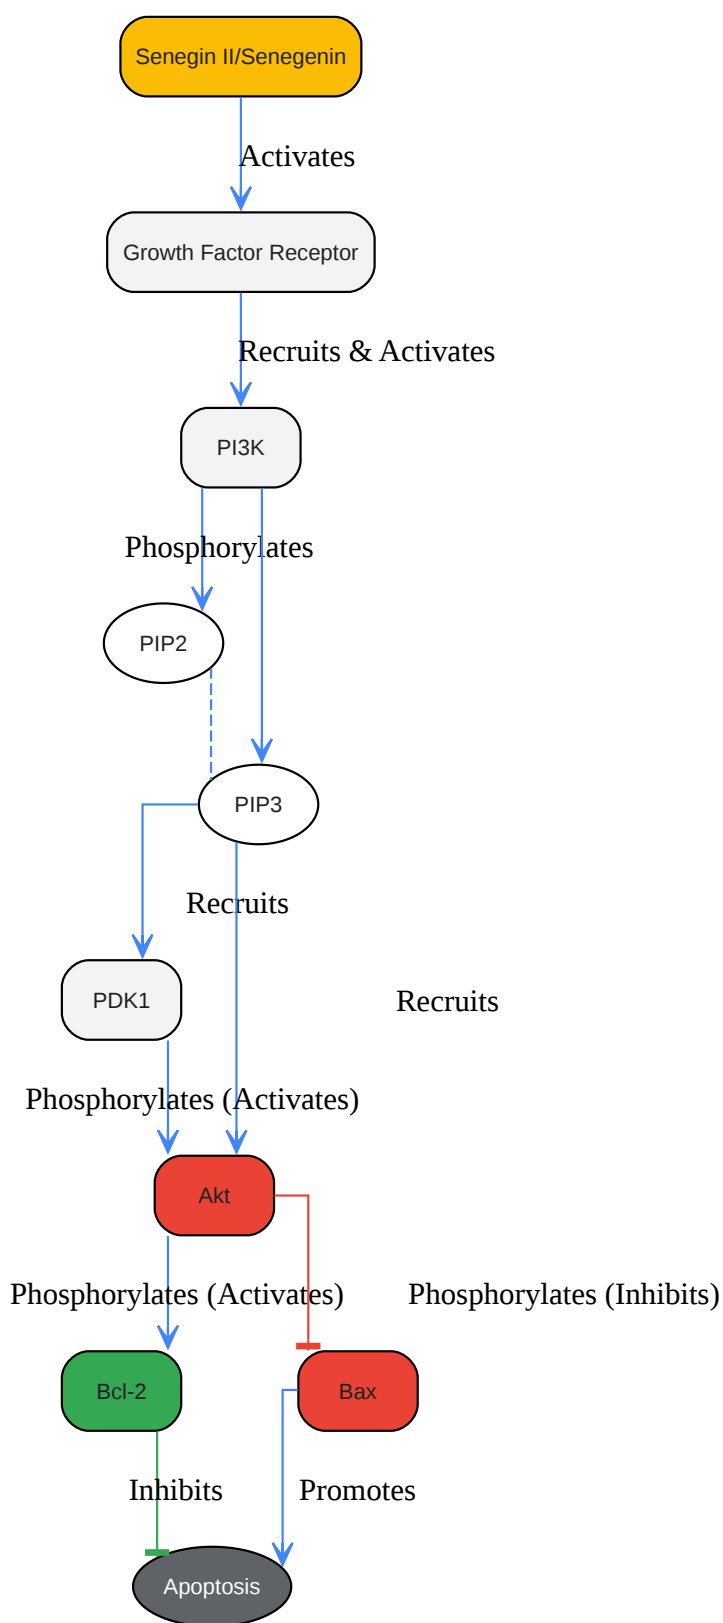 Senegin II/Senegenin
Activates
Growth Factor Receptor
Recruits & Activates
PI3K
Phosphorylates
PIP2
PIP3
Recruits
PDK1
Recruits
Phosphorylates (Activates)
Akt
Phosphorylates (Activates)
Phosphorylates (Inhibits)
Bcl-2
Bax
Inhibits
Promotes
Apoptosis